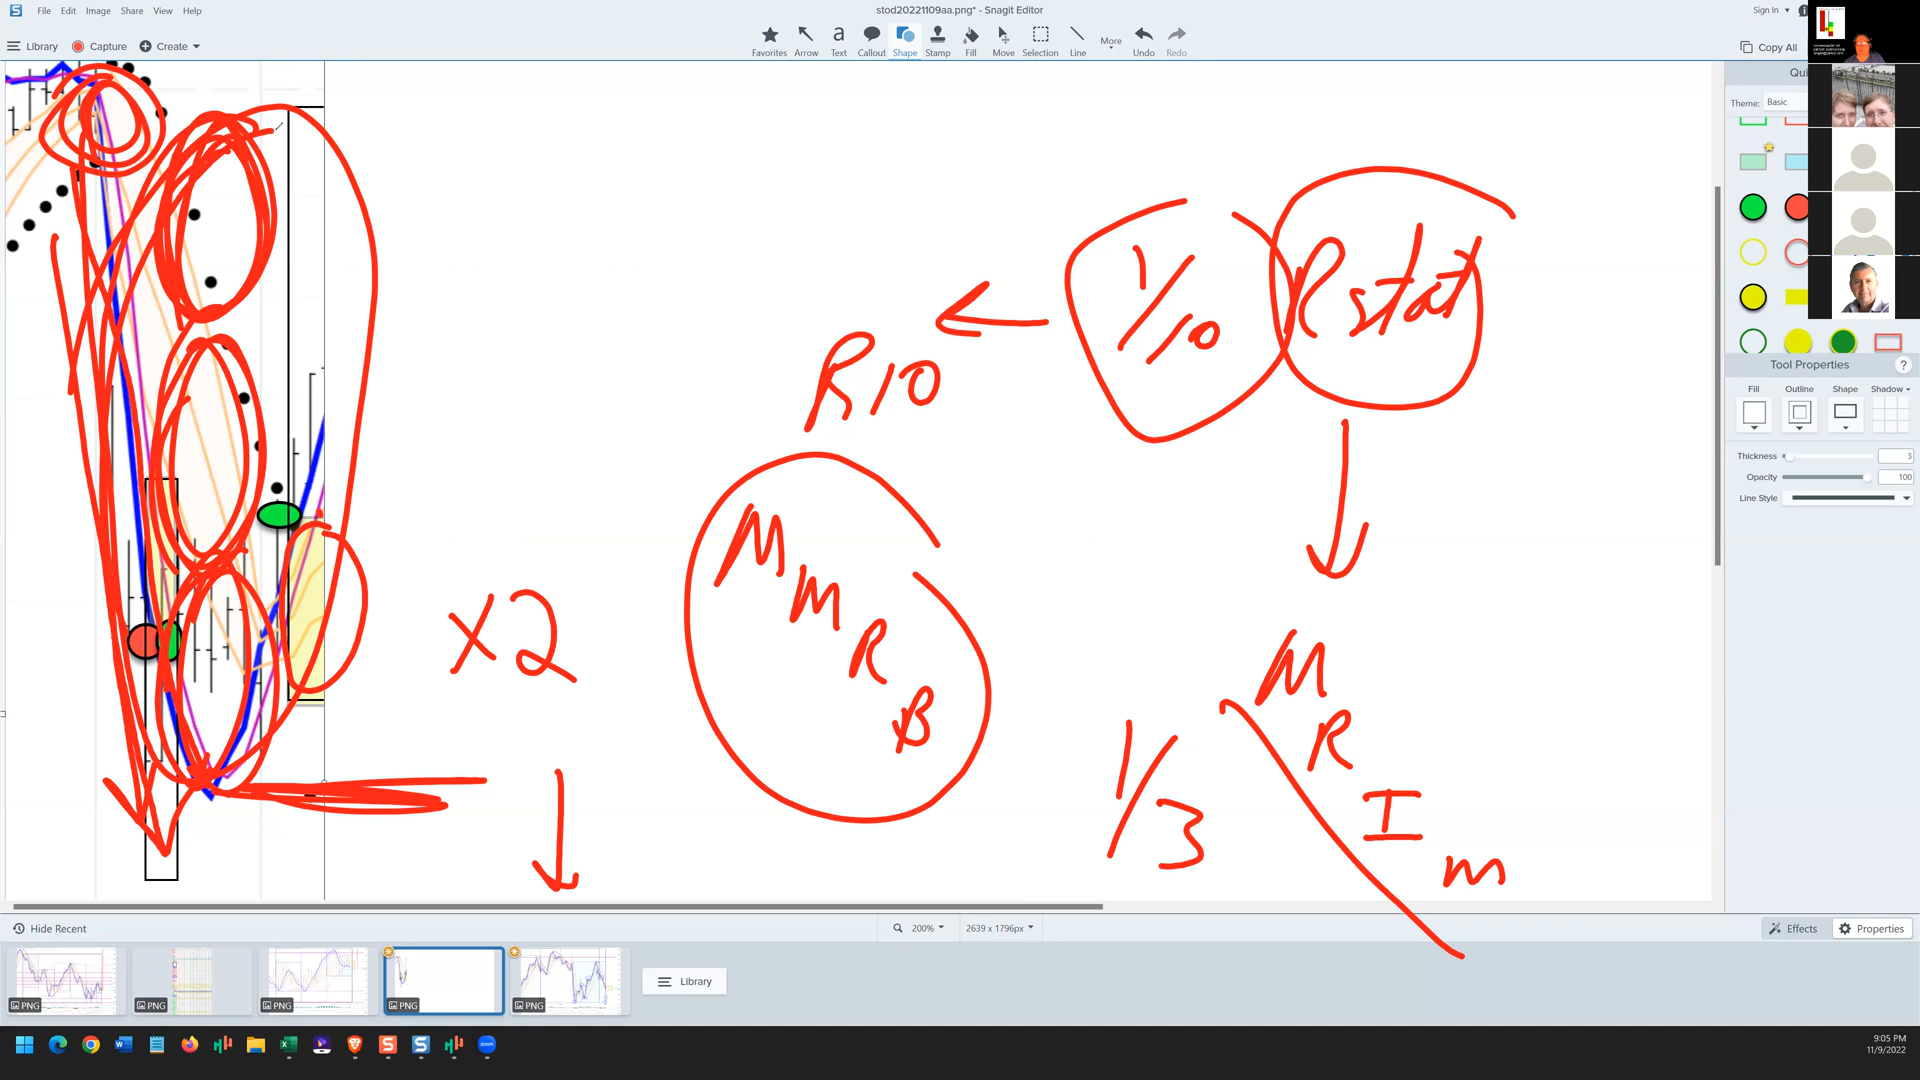 stod20221109aa.png* - Snagit Editor
File Edit Image Share View Help
Sign In
Library Capture Create
Favorites Arrow Text Callout Shape Stamp Fill Move Selection Line More Undo Redo
Copy All
Theme: Basic
1/10
Rstat
R10
M
M
R
B
X2
M
R
I
m
1/3
Tool Properties ?
Fill Outline Shape Shadow
Thickness 3
Opacity 100
Line Style
Hide Recent
200% 2639 x 1796px
Effects Properties
PNG PNG PNG PNG PNG
Library
zoom
9:05 PM
11/9/2022